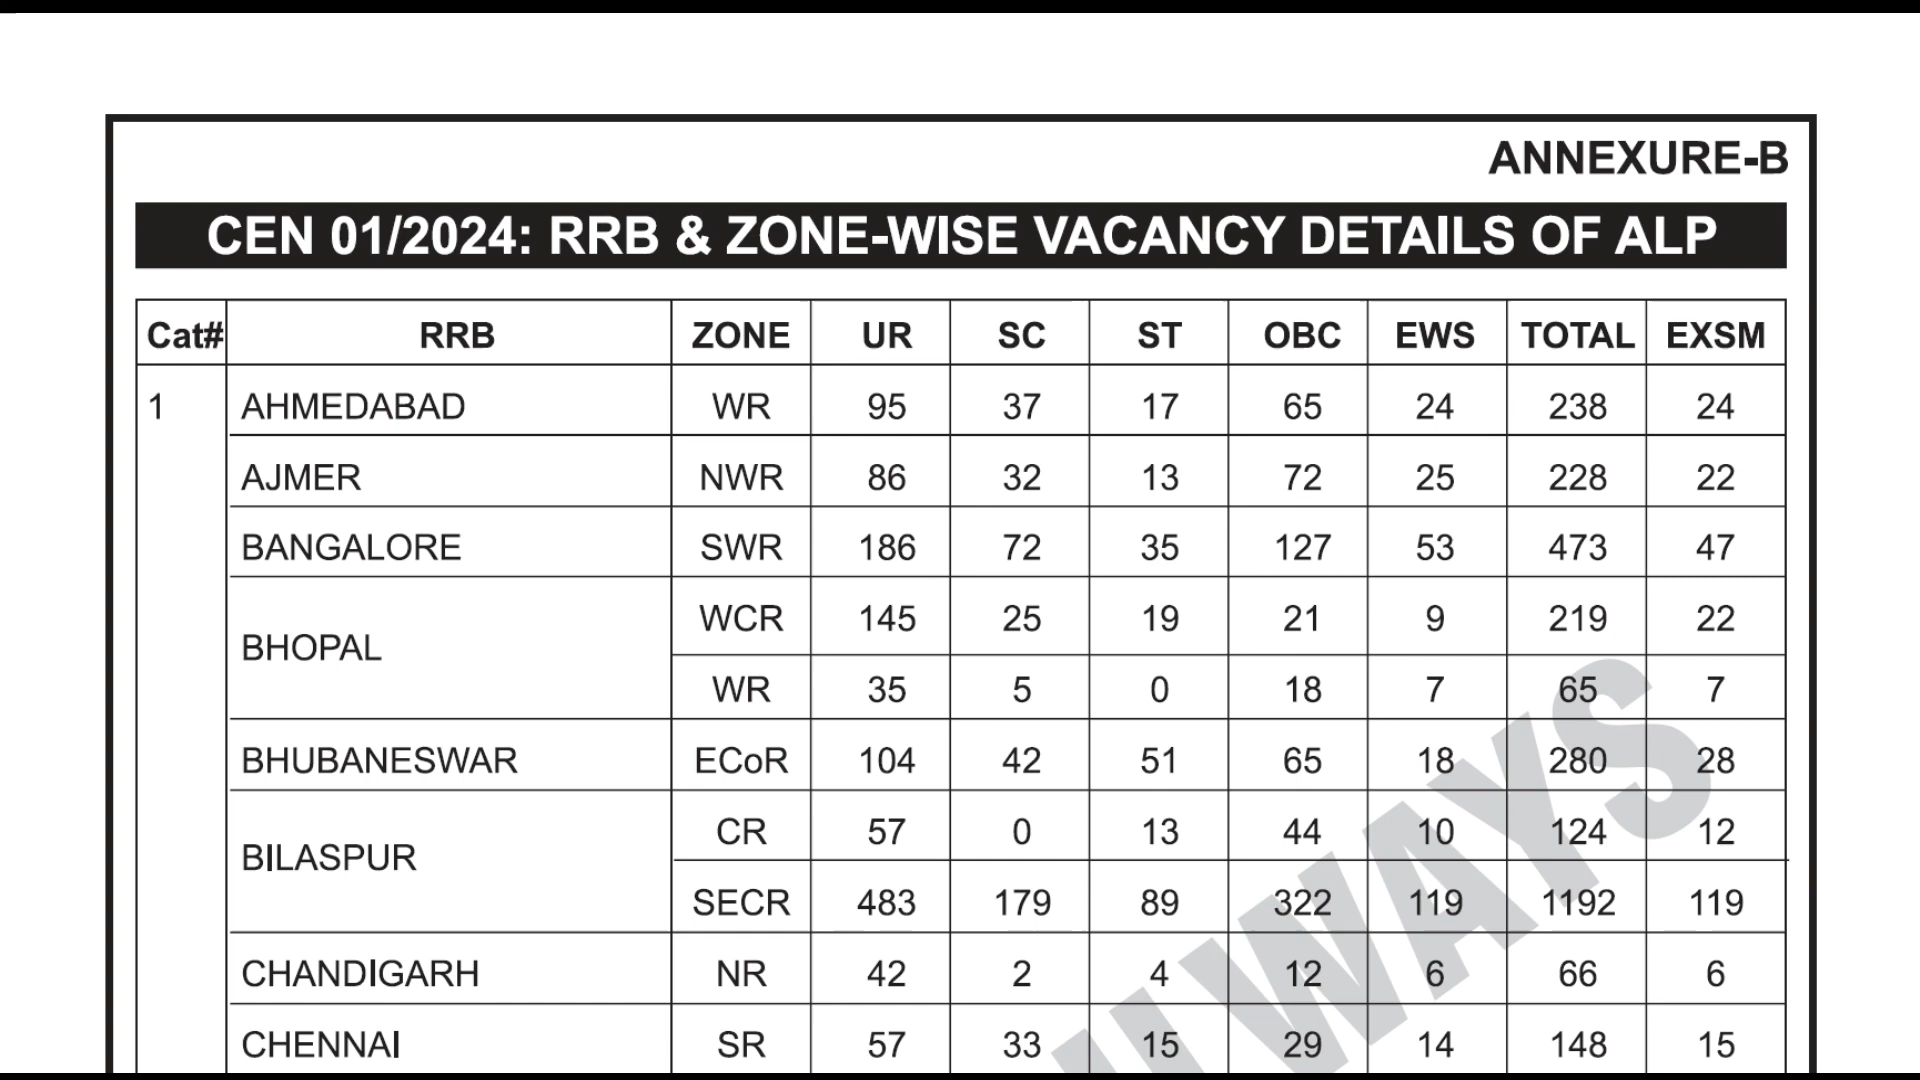 ANNEXURE-B
CEN 01/2024: RRB & ZONE-WISE VACANCY DETAILS OF ALP
Cat# RRB ZONE UR SC ST OBC EWS TOTAL EXSM
1 AHMEDABAD WR 95 37 17 65 24 238 24
AJMER NWR 86 32 13 72 25 228 22
BANGALORE SWR 186 72 35 127 53 473 47
BHOPAL WCR 145 25 19 21 9 219 22
WR 35 5 0 18 7 65 7
BHUBANESWAR ECoR 104 42 51 65 18 280 28
BILASPUR CR 57 0 13 44 10 124 12
SECR 483 179 89 322 119 1192 119
CHANDIGARH NR 42 2 4 12 6 66 6
CHENNAI SR 57 33 15 29 14 148 15